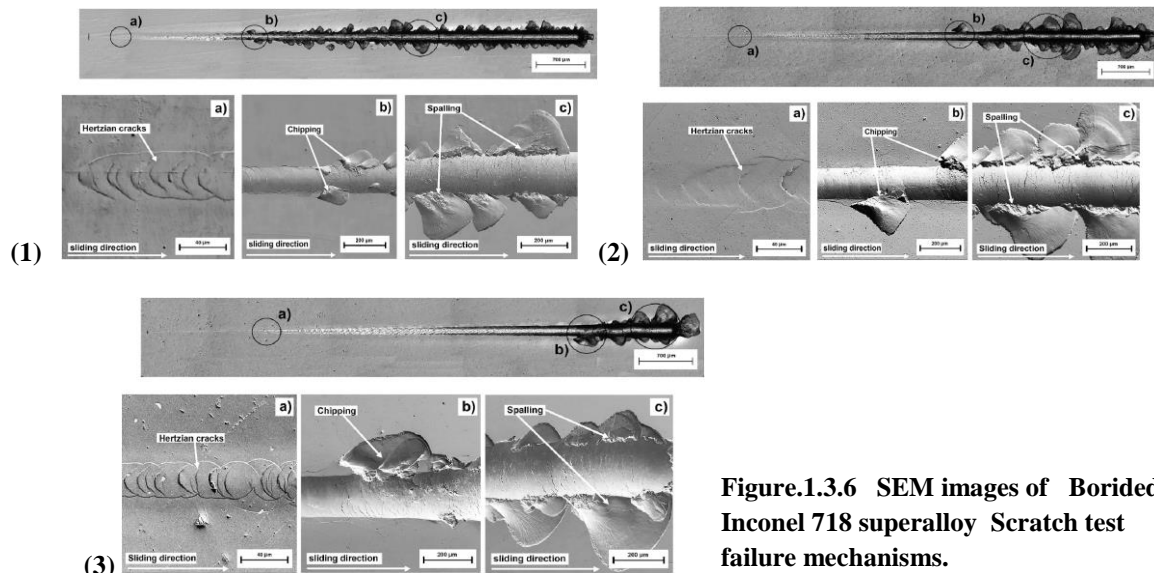 a)
b)
c)
700 µm
a)
Hertzian cracks
sliding direction
40 µm
b)
Chipping
sliding direction
200 µm
c)
Spalling
sliding direction
200 µm
(1)
a)
b)
c)
700 µm
a)
Hertzian cracks
sliding direction
40 µm
b)
Chipping
sliding direction
200 µm
c)
Spalling
Sliding direction
200 µm
(2)
a)
b)
c)
700 µm
a)
Hertzian cracks
Sliding direction
40 µm
b)
Chipping
Sliding direction
200 µm
c)
Spalling
Sliding direction
200 µm
(3)
Figure.1.3.6 SEM images of Borided
Inconel 718 superalloy Scratch test
failure mechanisms.